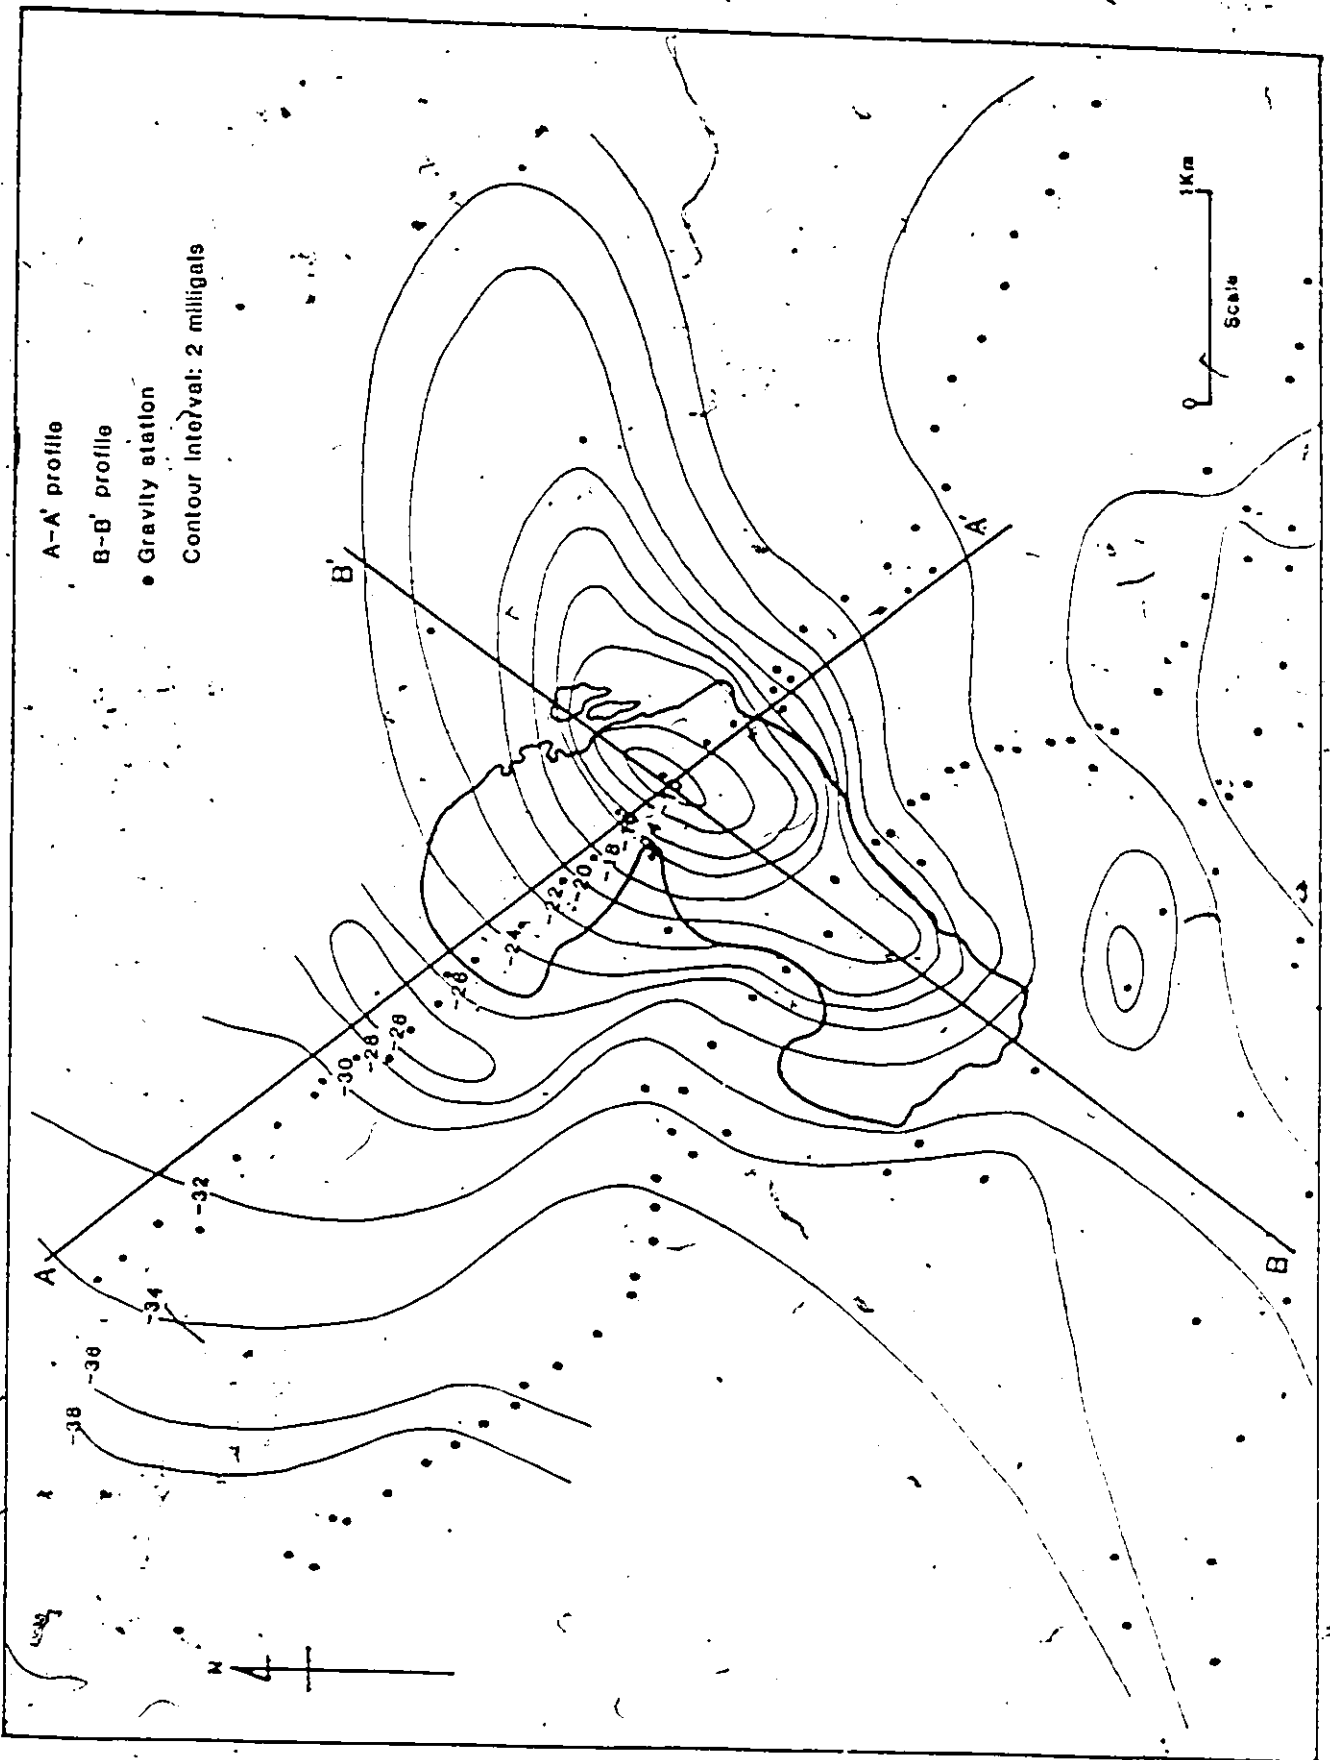 A-A' profile
B-B' profile
• Gravity station
Contour Interval: 2 milligals
N
-38
-36
-34
-32
-30
-28
-28
-26
-24
-22
-20
-18
A
B'
A'
B
0
1Km
Scale